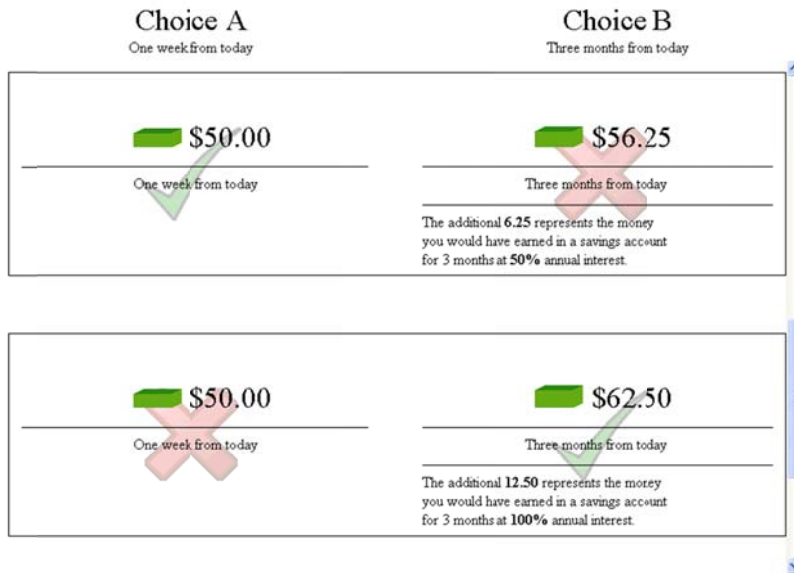 Choice A
Choice B
One week from today
Three months from today
$50.00
$56.25
One week from today
Three months from today
The additional 6.25 represents the money
you would have earned in a savings account
for 3 months at 50% annual interest.
$50.00
$62.50
One week from today
Three months from today
The additional 12.50 represents the money
you would have earned in a savings account
for 3 months at 100% annual interest.